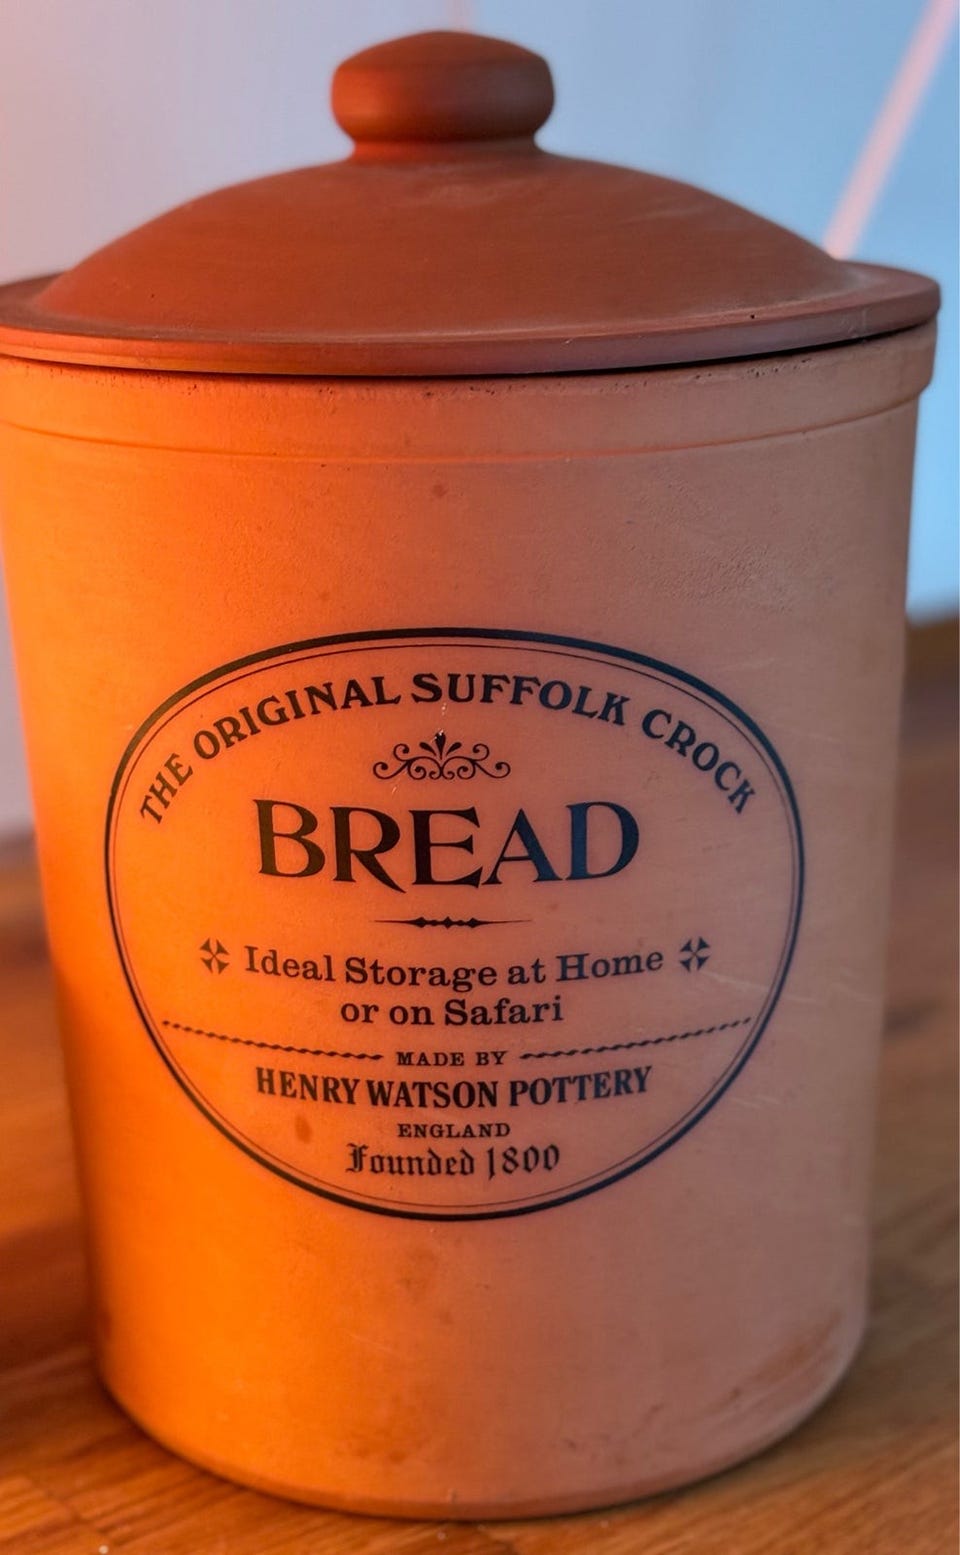 THE ORIGINAL SUFFOLK CROCK
BREAD
Ideal Storage at Home
or on Safari
MADE BY
HENRY WATSON POTTERY
ENGLAND
Founded 1800